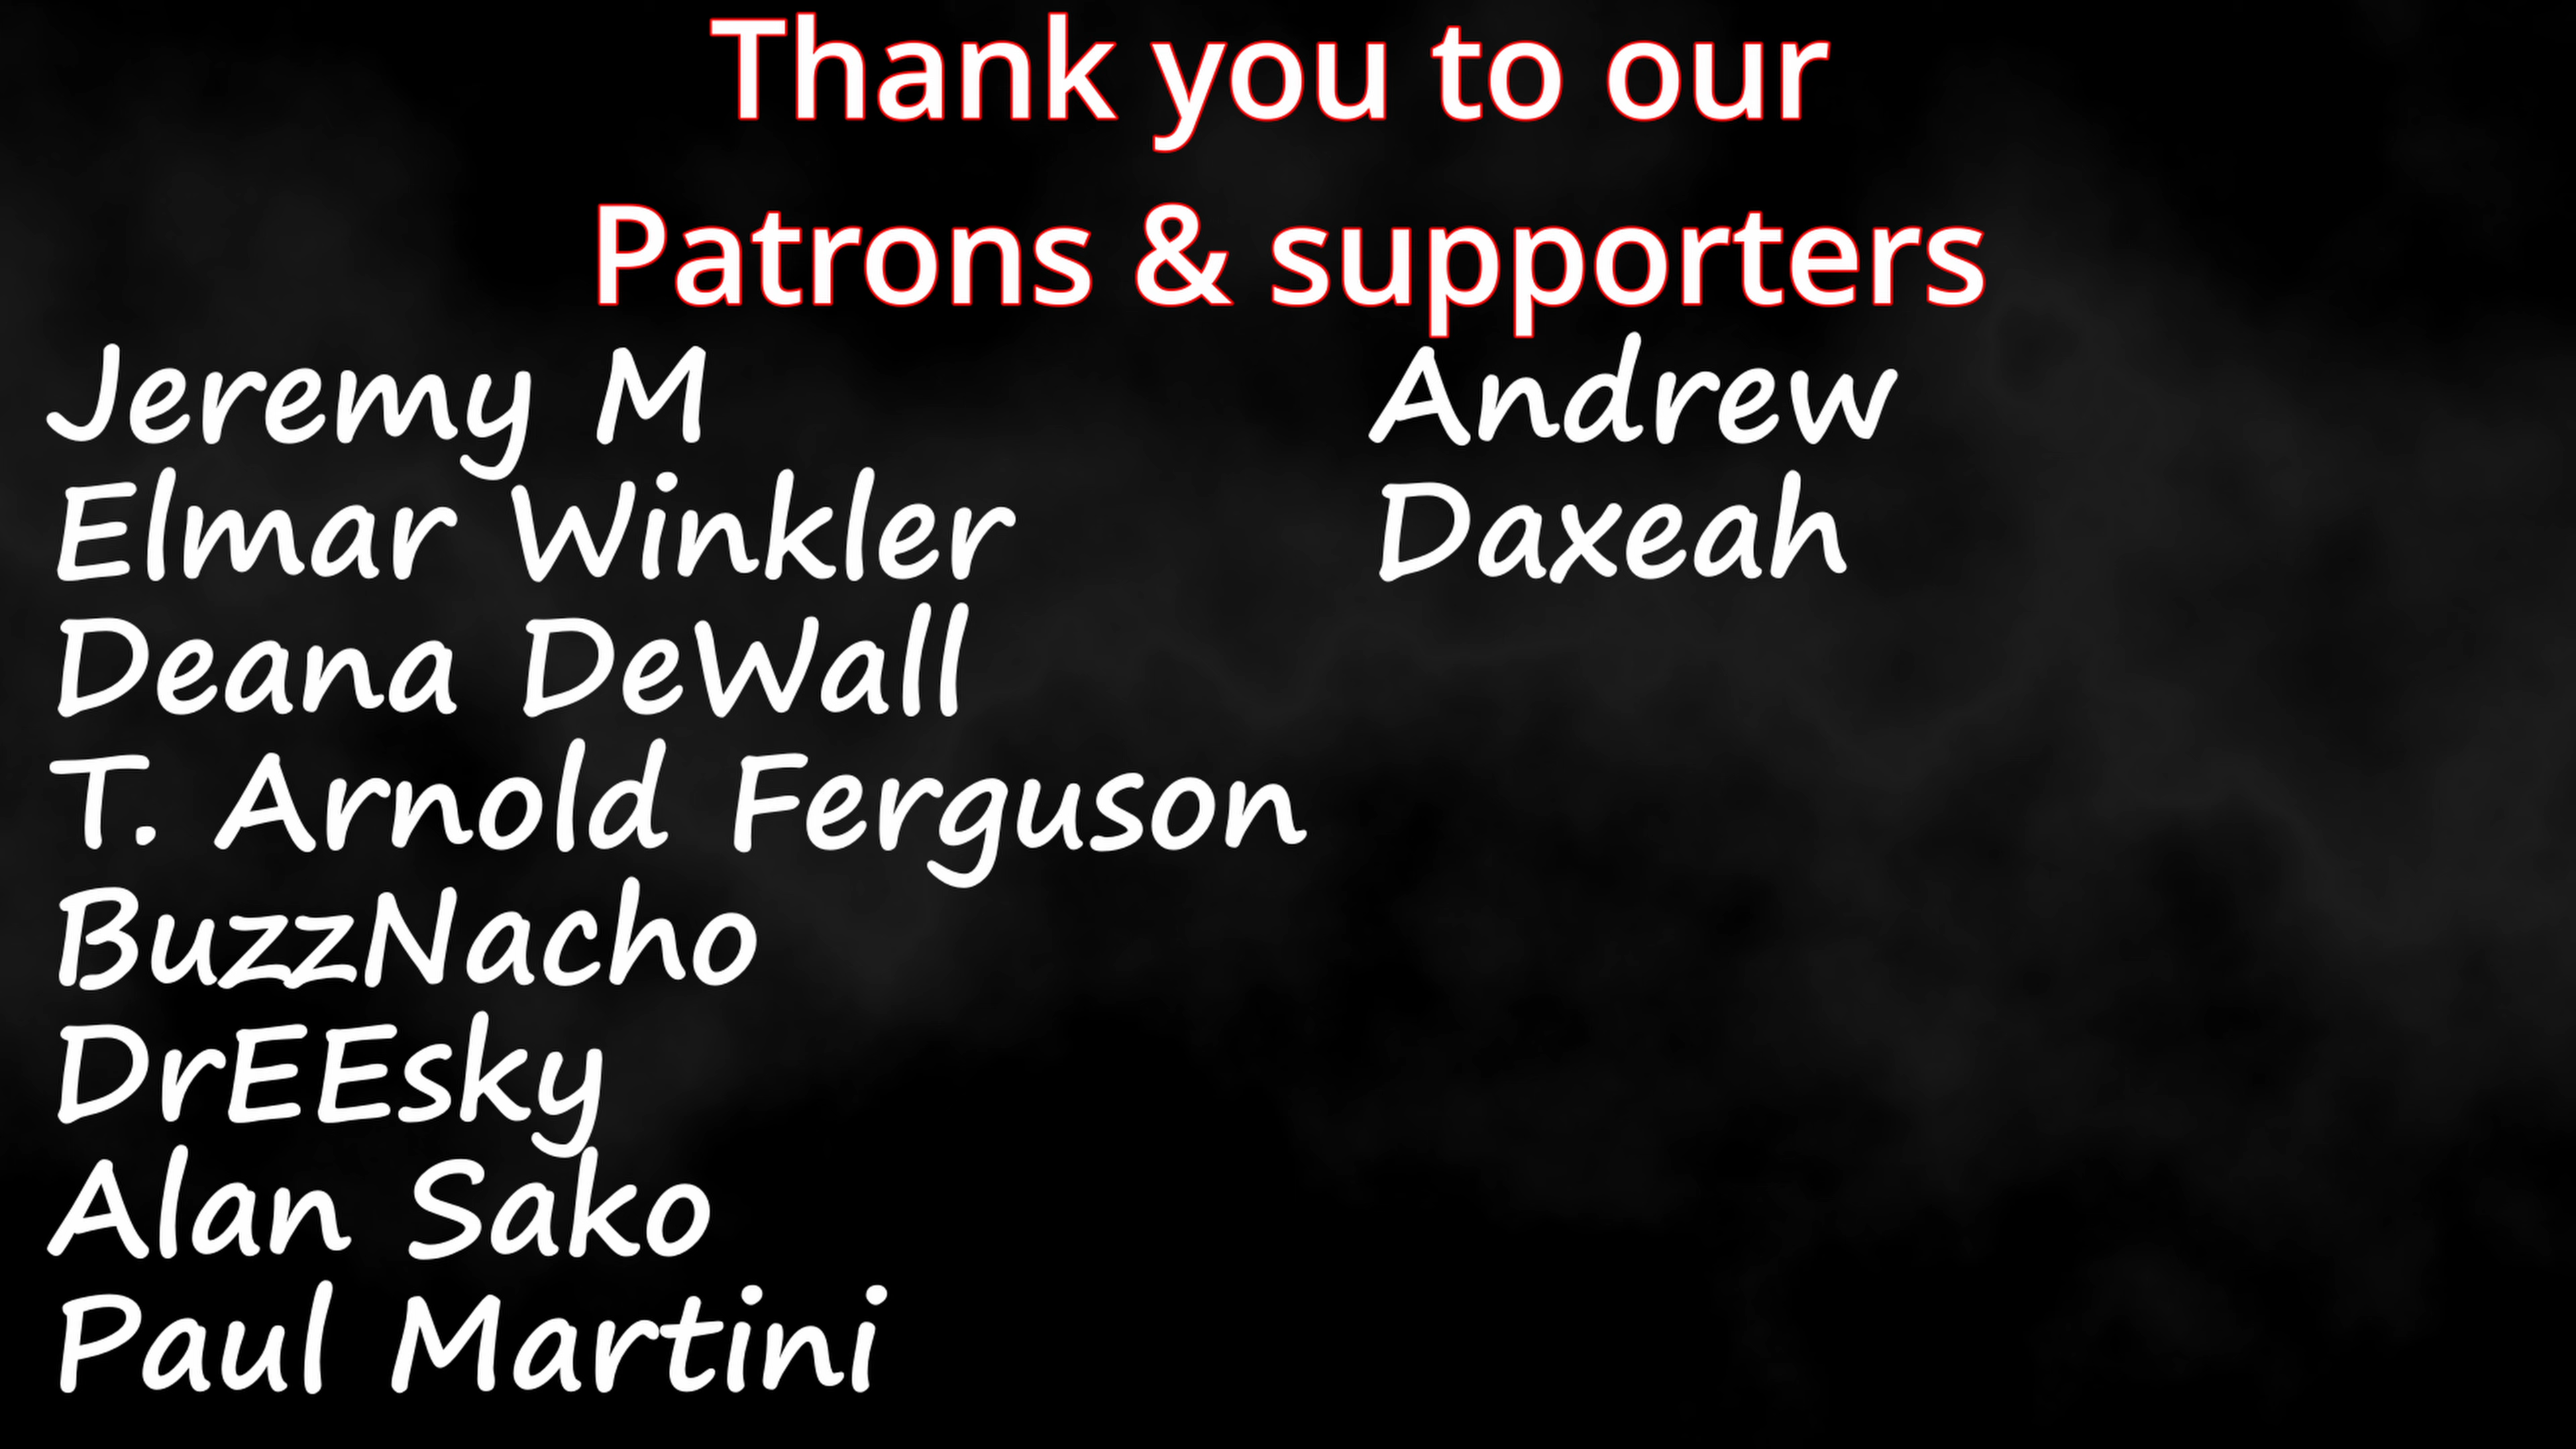 Thank you to our
Patrons & supporters
Jeremy M
Elmar Winkler
Deana DeWall
T. Arnold Ferguson
BuzzNacho
DrEEsky
Alan Sako
Paul Martini
Andrew
Daxeah